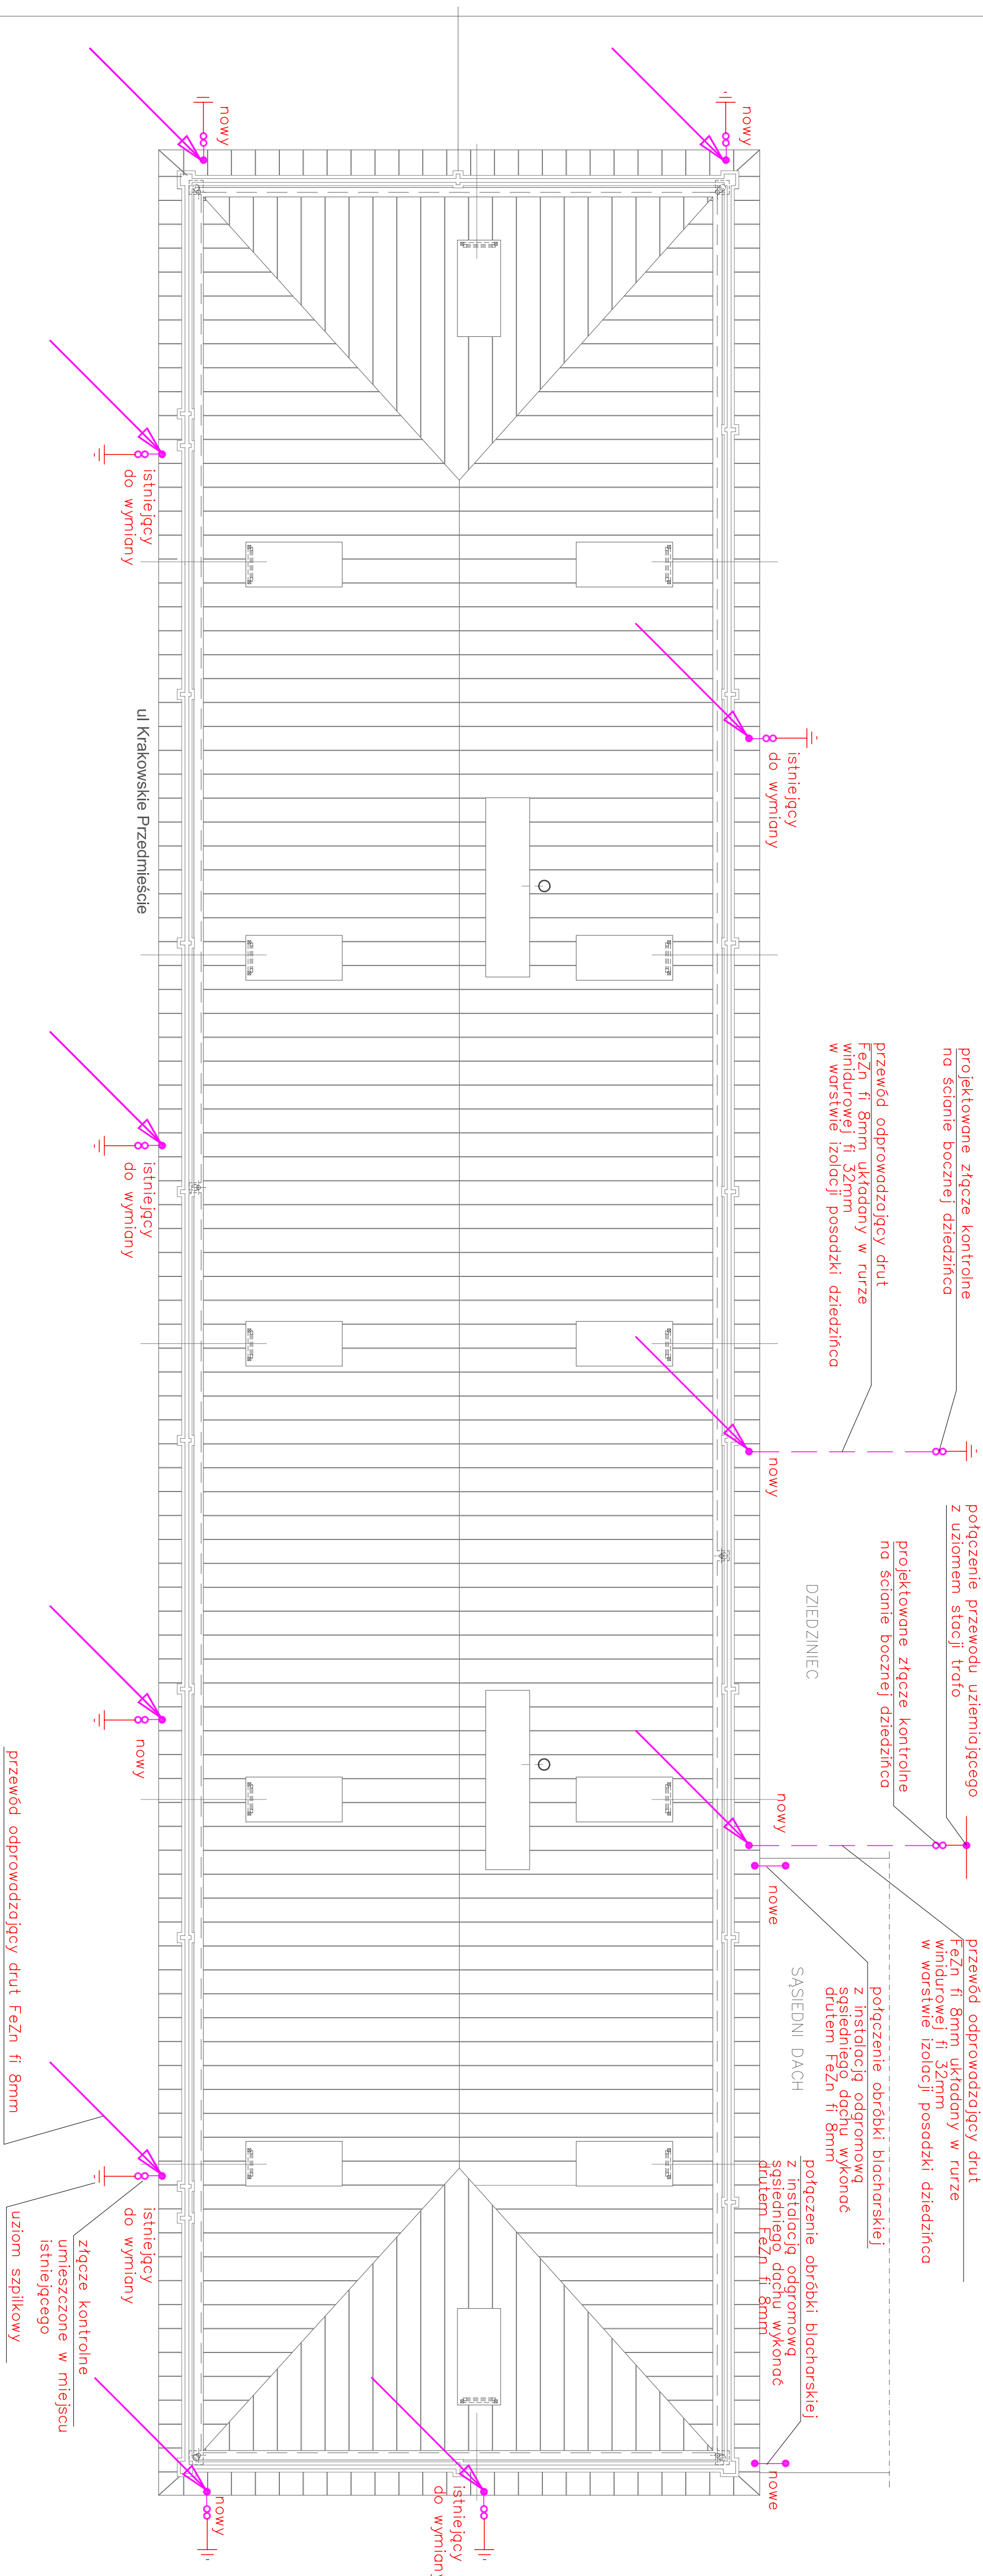 nowy
nowy
istniejący
do wymiany
istniejący
do wymiany
ul Krakowskie Przedmieście
projektowane złącze kontrolne
na ścianie bocznej dziedzińca
przewód odprowadzający drut
FeZn fi 8mm układany w rurze
winidurowej fi 32mm
w warstwie izolacji posadzki dziedzińca
istniejący
do wymiany
nowy
połączenie przewodu uziemiającego
z uziomem stacji trafo
projektowane złącze kontrolne
na ścianie bocznej dziedzińca
DZIEDZINIEC
nowy
nowy
nowe
przewód odprowadzający drut
FeZn fi 8mm układany w rurze
winidurowej fi 32mm
w warstwie izolacji posadzki dziedzińca
połączenie obróbki blacharskiej
z instalacją odgromową
sąsiedniego dachu wykonać
drutem FeZn fi 8mm
SĄSIEDNI DACH
połączenie obróbki blacharskiej
z instalacją odgromową
sąsiedniego dachu wykonać
drutem FeZn fi 8mm
przewód odprowadzający drut FeZn fi 8mm
istniejący
do wymiany
złącze kontrolne
umieszczone w miejscu
istniejącego
uziom szpilkowy
nowy
istniejący
do wymiany
nowe